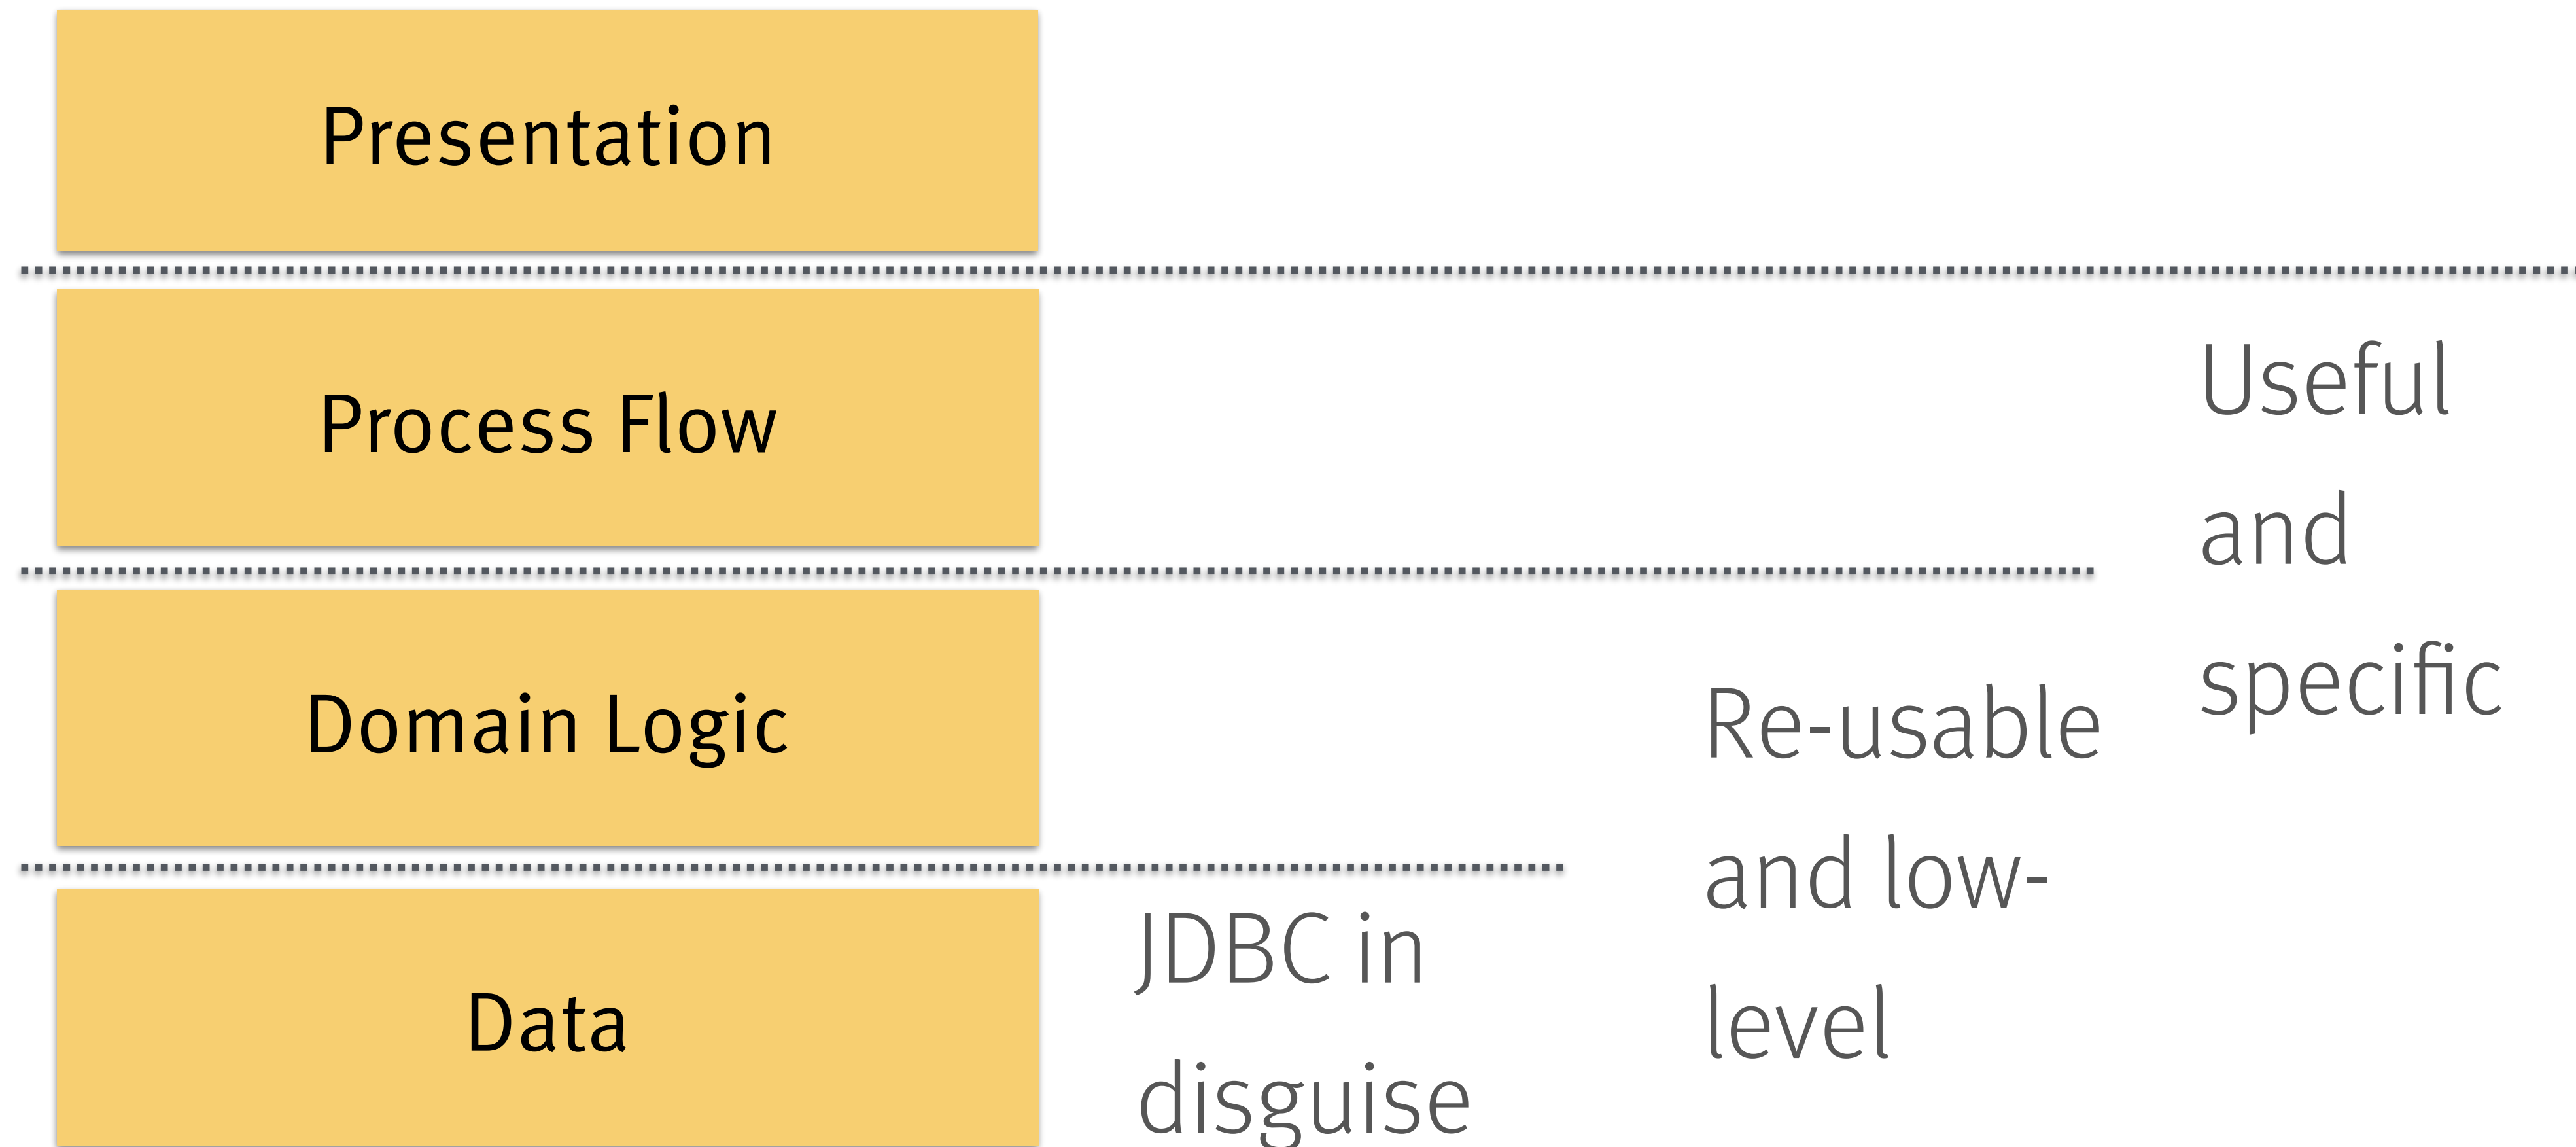 Presentation
Process Flow
Domain Logic
Data
JDBC in
disguise
Re-usable
and low-
level
Useful
and
specific